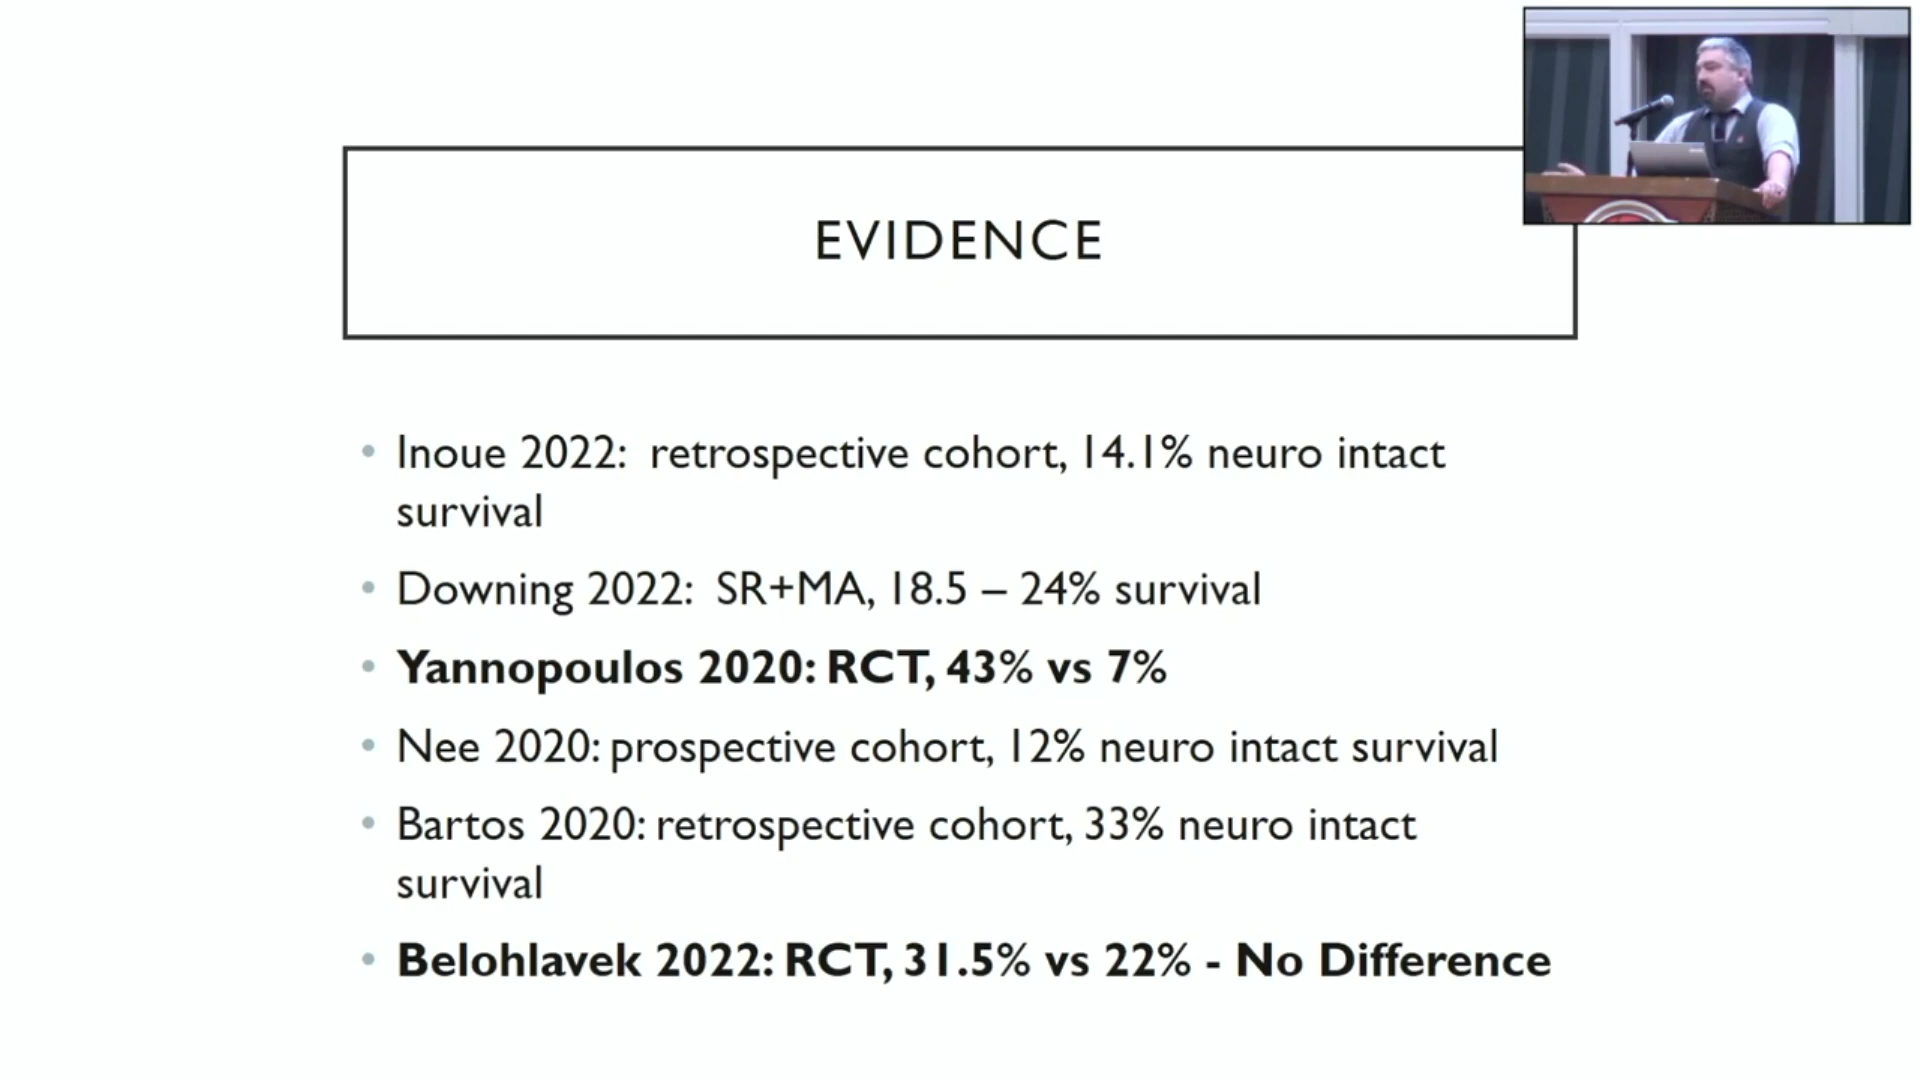 EVIDENCE
• Inoue 2022: retrospective cohort, 14.1% neuro intact
survival
• Downing 2022: SR+MA, 18.5 – 24% survival
• Yannopoulos 2020: RCT, 43% vs 7%
• Nee 2020: prospective cohort, 12% neuro intact survival
• Bartos 2020: retrospective cohort, 33% neuro intact
survival
• Belohlavek 2022: RCT, 31.5% vs 22% - No Difference